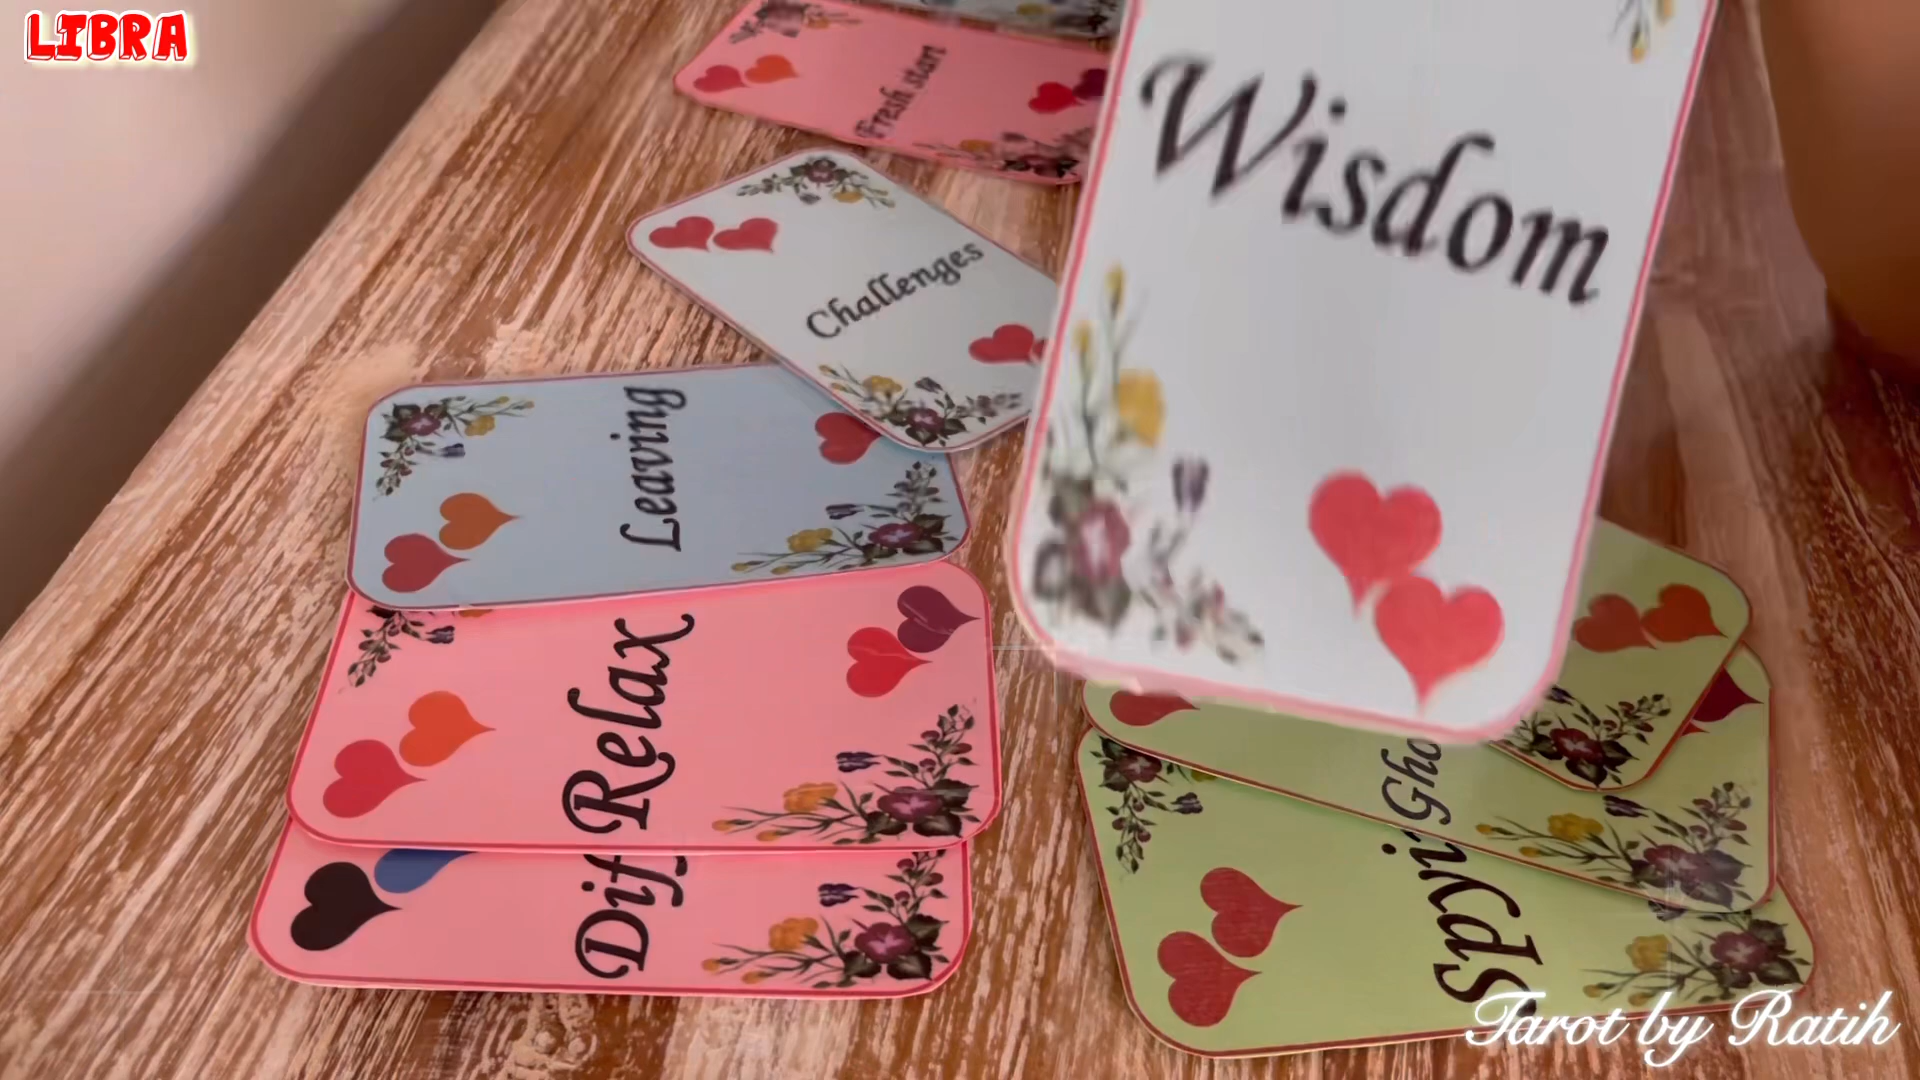 LIBRA
Fresh start
Wisdom
Challenges
Leaving
Relax
Dif
Gho
Spyi
Tarot by Ratih